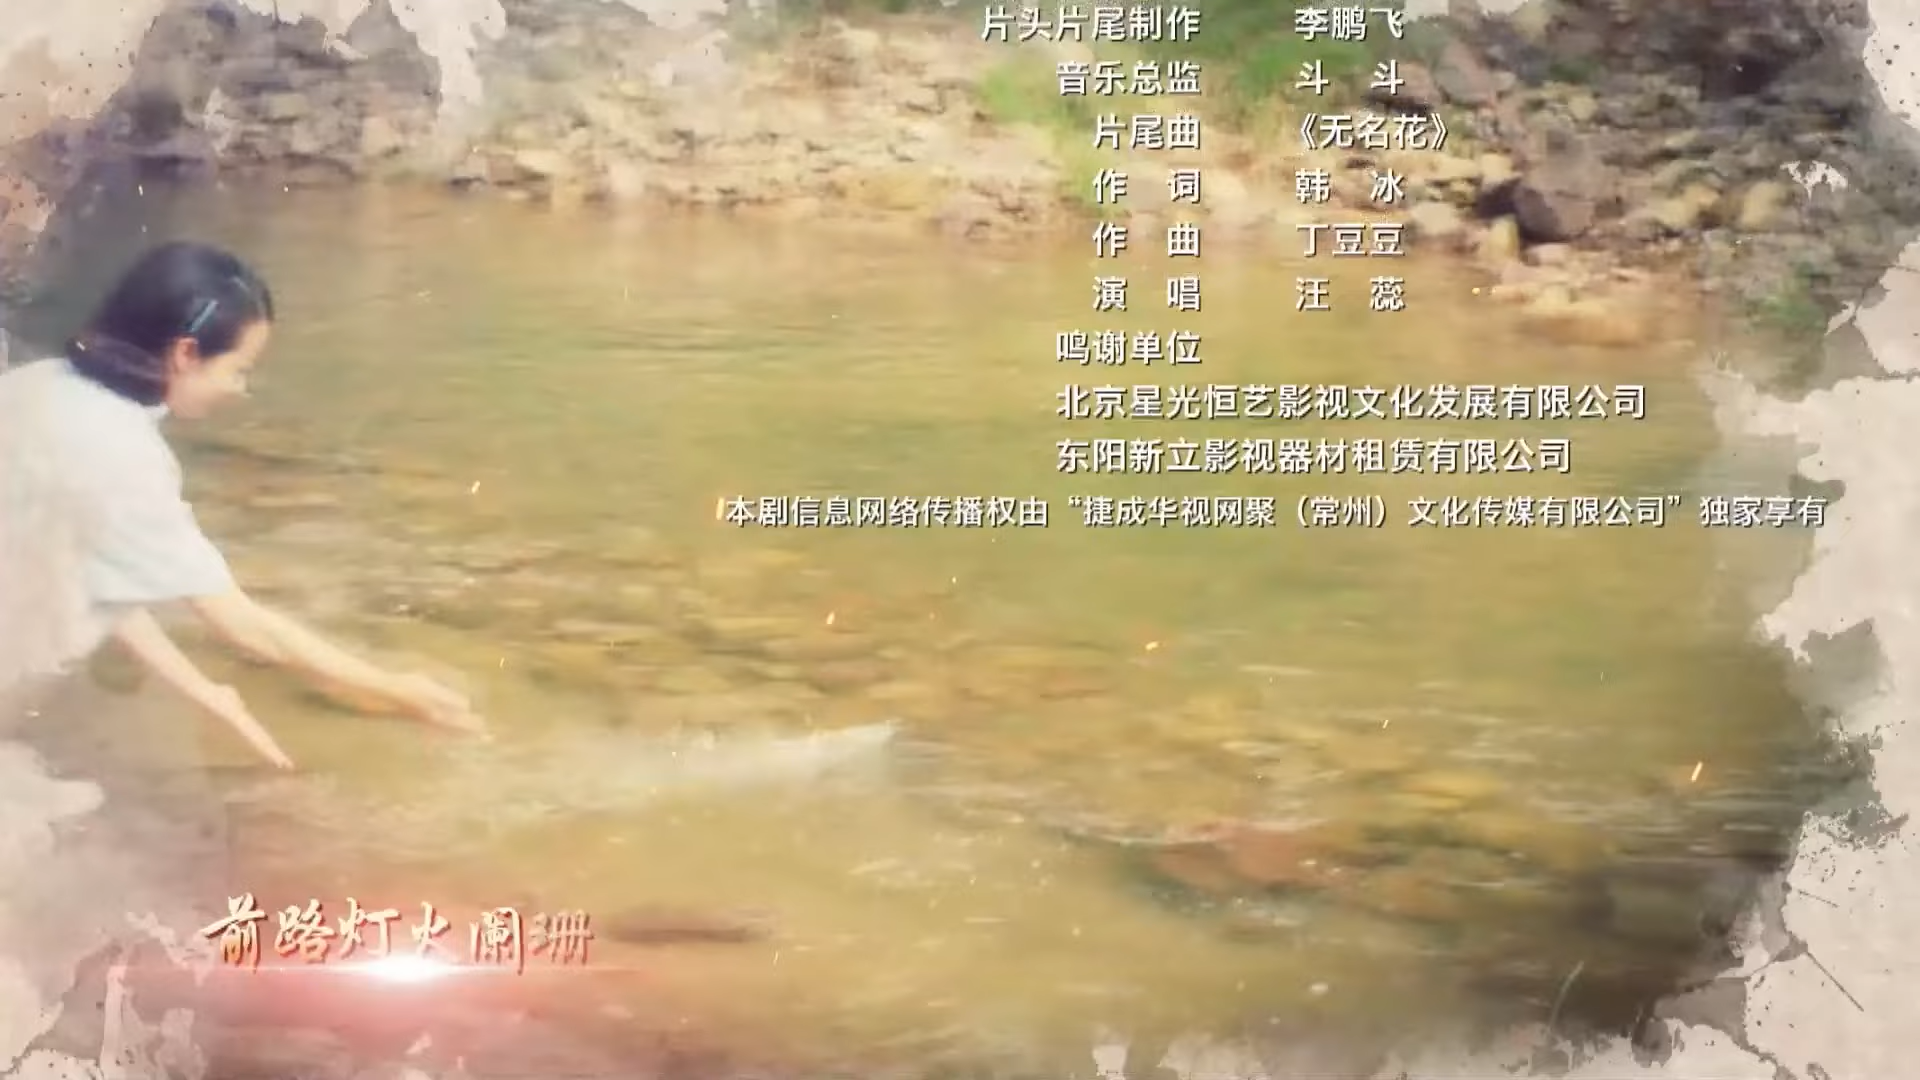 片头片尾制作 李鹏飞
音乐总监 斗 斗
片尾曲 《无名花》
作 词 韩 冰
作 曲 丁豆豆
演 唱 汪 蕊
鸣谢单位
北京星光恒艺影视文化发展有限公司
东阳新立影视器材租赁有限公司
本剧信息网络传播权由“捷成华视网聚（常州）文化传媒有限公司”独家享有
前路灯火阑珊